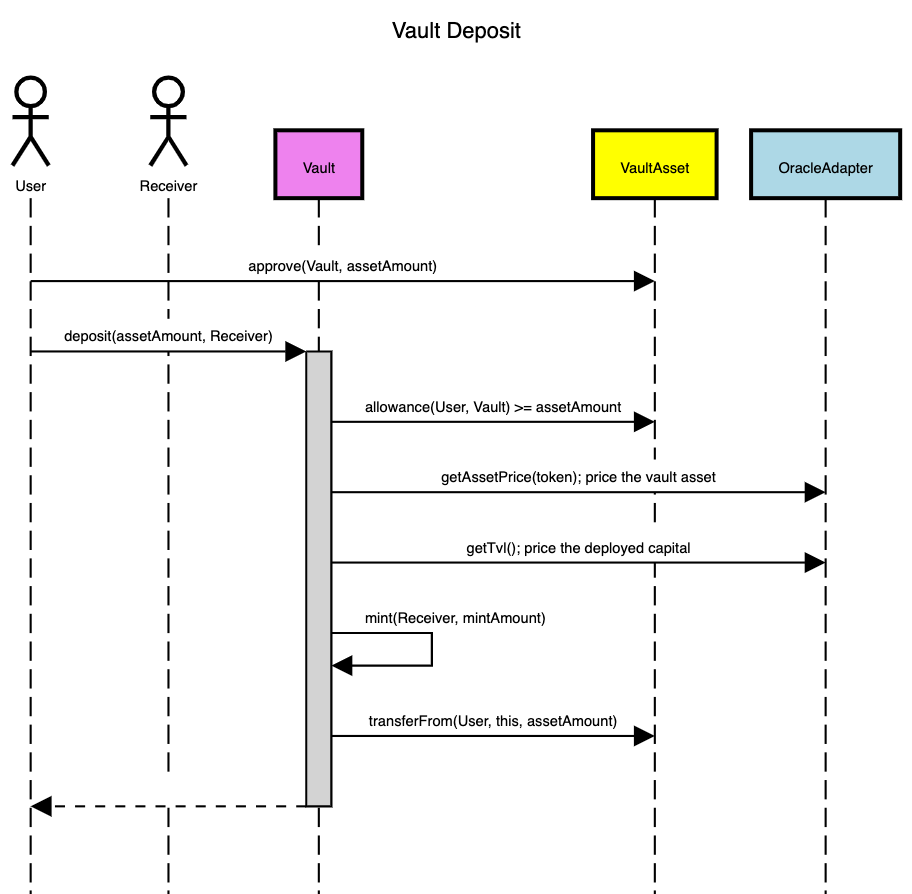 Vault Deposit
User
Receiver
Vault
VaultAsset
OracleAdapter
approve(Vault, assetAmount)
deposit(assetAmount, Receiver)
allowance(User, Vault) >= assetAmount
getAssetPrice(token); price the vault asset
getTvl(); price the deployed capital
mint(Receiver, mintAmount)
transferFrom(User, this, assetAmount)